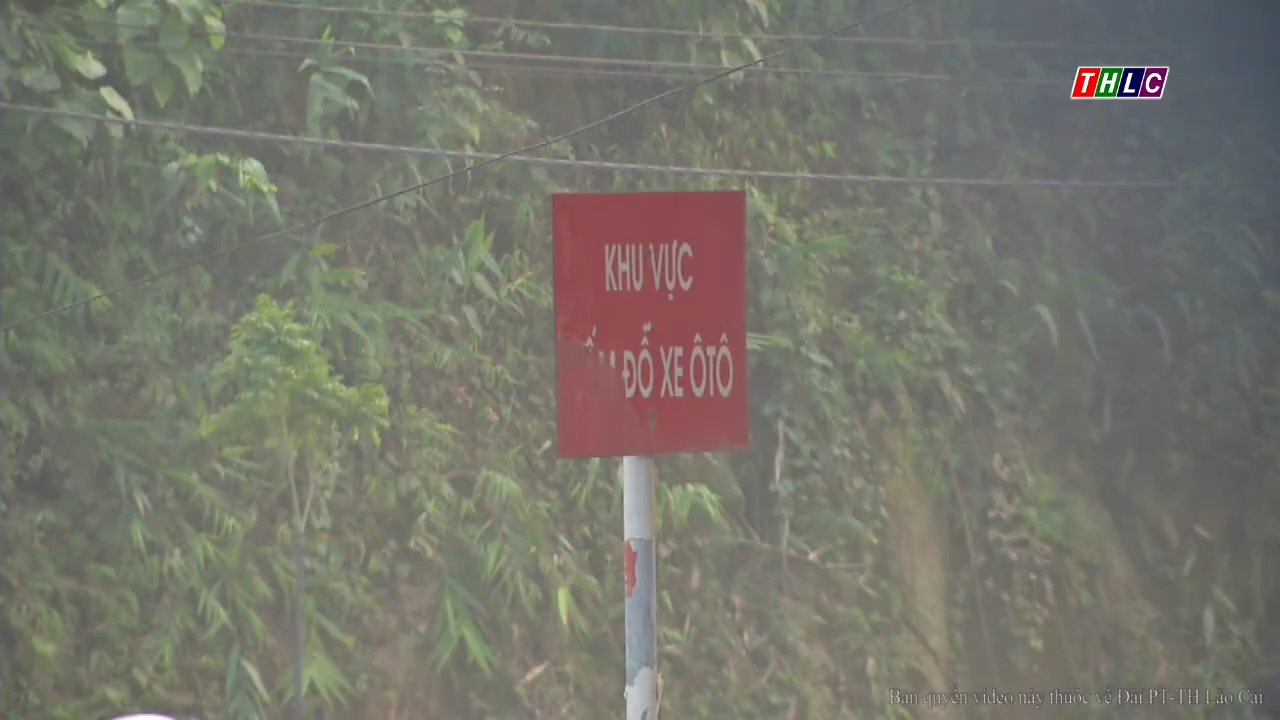 THLC
KHU VỰC
ĐỖ XE ÔTÔ
Bản quyền video này thuộc về Đài PT-TH Lào Cai